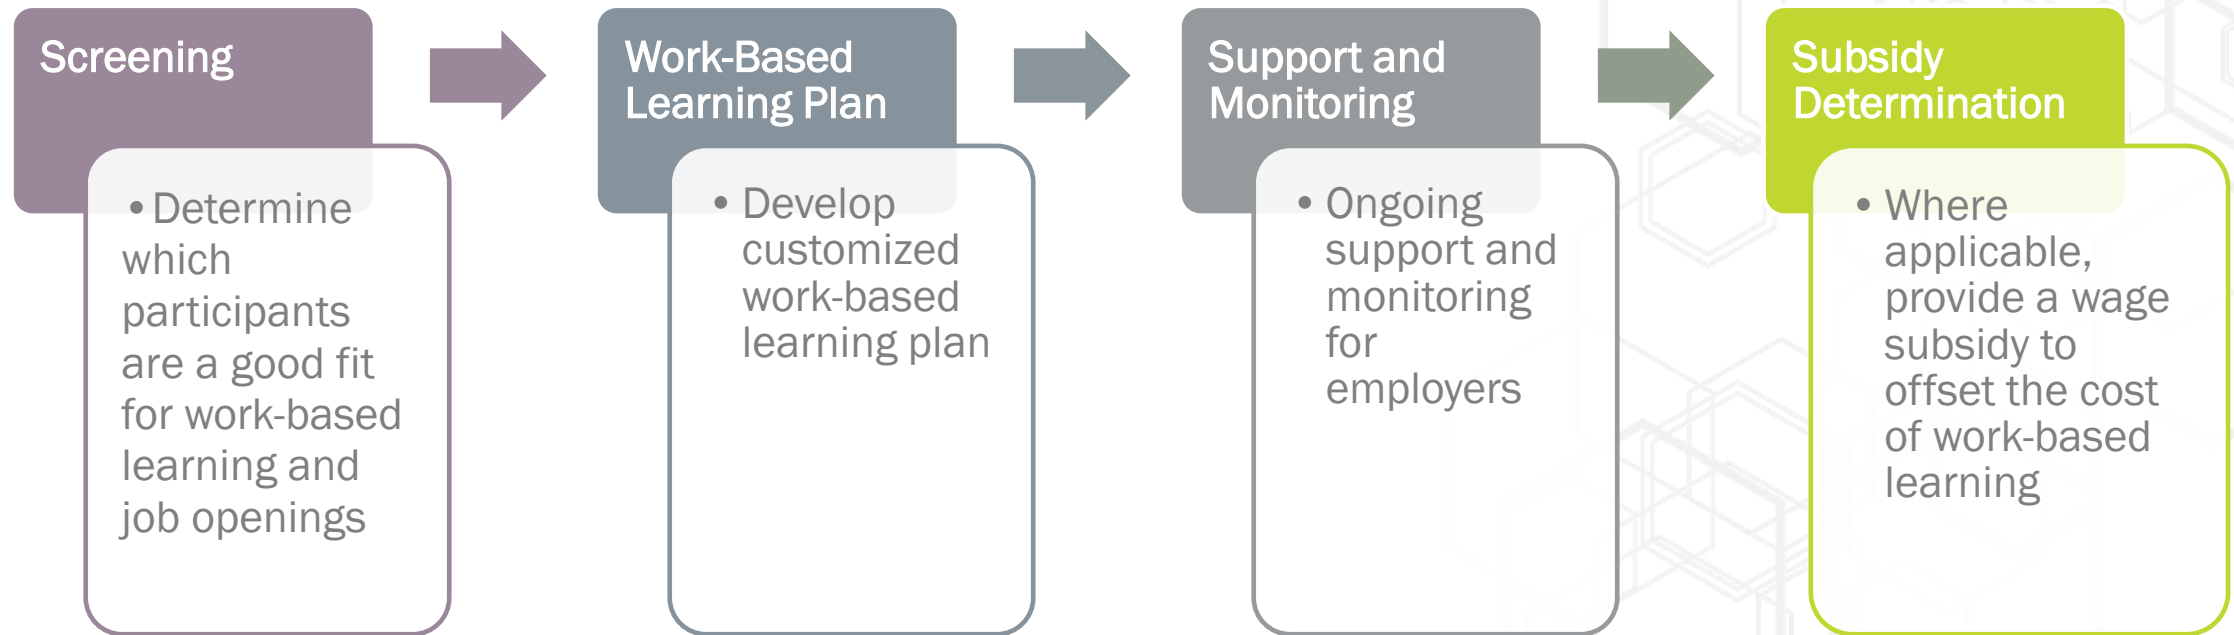 Screening
• Determine
which
participants
are a good fit
for work-based
learning and
job openings
Work-Based
Learning Plan
• Develop
customized
work-based
learning plan
Support and
Monitoring
• Ongoing
support and
monitoring
for
employers
Subsidy
Determination
• Where
applicable,
provide a wage
subsidy to
offset the cost
of work-based
learning